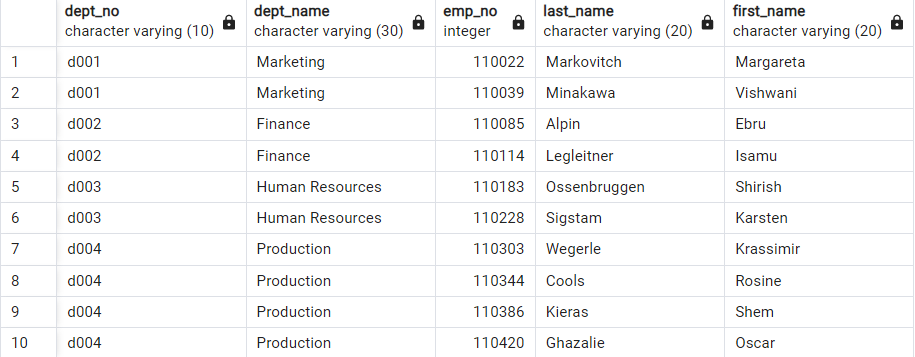 dept_no dept_name emp_no last_name first_name
character varying (10) character varying (30) integer character varying (20) character varying (20)
1 d001 Marketing 110022 Markovitch Margareta
2 d001 Marketing 110039 Minakawa Vishwani
3 d002 Finance 110085 Alpin Ebru
4 d002 Finance 110114 Legleitner Isamu
5 d003 Human Resources 110183 Ossenbruggen Shirish
6 d003 Human Resources 110228 Sigstam Karsten
7 d004 Production 110303 Wegerle Krassimir
8 d004 Production 110344 Cools Rosine
9 d004 Production 110386 Kieras Shem
10 d004 Production 110420 Ghazalie Oscar